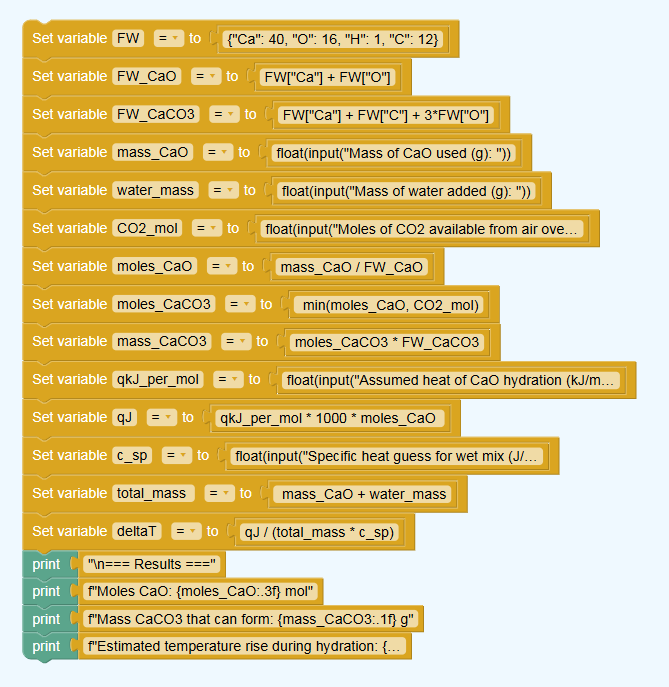 Set variable FW = to {"Ca": 40, "O": 16, "H": 1, "C": 12}
Set variable FW_CaO = to FW["Ca"] + FW["O"]
Set variable FW_CaCO3 = to FW["Ca"] + FW["C"] + 3*FW["O"]
Set variable mass_CaO = to float(input("Mass of CaO used (g): "))
Set variable water_mass = to float(input("Mass of water added (g): "))
Set variable CO2_mol = to float(input("Moles of CO2 available from air ove...
Set variable moles_CaO = to mass_CaO / FW_CaO
Set variable moles_CaCO3 = to min(moles_CaO, CO2_mol)
Set variable mass_CaCO3 = to moles_CaCO3 * FW_CaCO3
Set variable qkJ_per_mol = to float(input("Assumed heat of CaO hydration (kJ/m...
Set variable qJ = to qkJ_per_mol * 1000 * moles_CaO
Set variable c_sp = to float(input("Specific heat guess for wet mix (J/...
Set variable total_mass = to mass_CaO + water_mass
Set variable deltaT = to qJ / (total_mass * c_sp)
print "\n=== Results ==="
print f"Moles CaO: {moles_CaO:.3f} mol"
print f"Mass CaCO3 that can form: {mass_CaCO3:.1f} g"
print f"Estimated temperature rise during hydration: {...